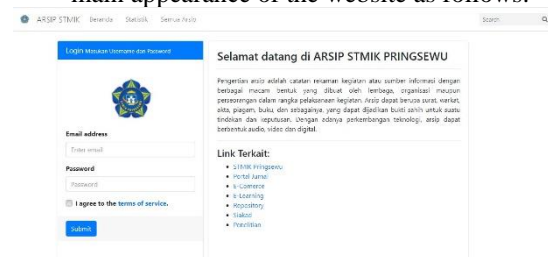 main appearance of the website as follows:
ARSIP STMIK Beranda Statistik Semua Arsip Search
Login Masukan Username dan Password
Email address
Enter email
Password
Password
I agree to the terms of service.
Submit
Selamat datang di ARSIP STMIK PRINGSEWU
Pengertian arsip adalah catatan rekaman kegiatan atau sumber informasi dengan
berbagai macam bentuk yang dibuat oleh lembaga, organisasi maupun
perseorangan dalam rangka pelaksanaan kegiatan. Arsip dapat berupa surat, warkat,
akta, piagam, buku, dan sebagainya, yang dapat dijadikan bukti sahih untuk suatu
tindakan dan keputusan. Dengan adanya perkembangan teknologi, arsip dapat
berbentuk audio, video dan digital.
Link Terkait:
STMIK Pringsewu
Portal Jurnal
E-Comerce
E-Learning
Repository
Siakad
Penelitian